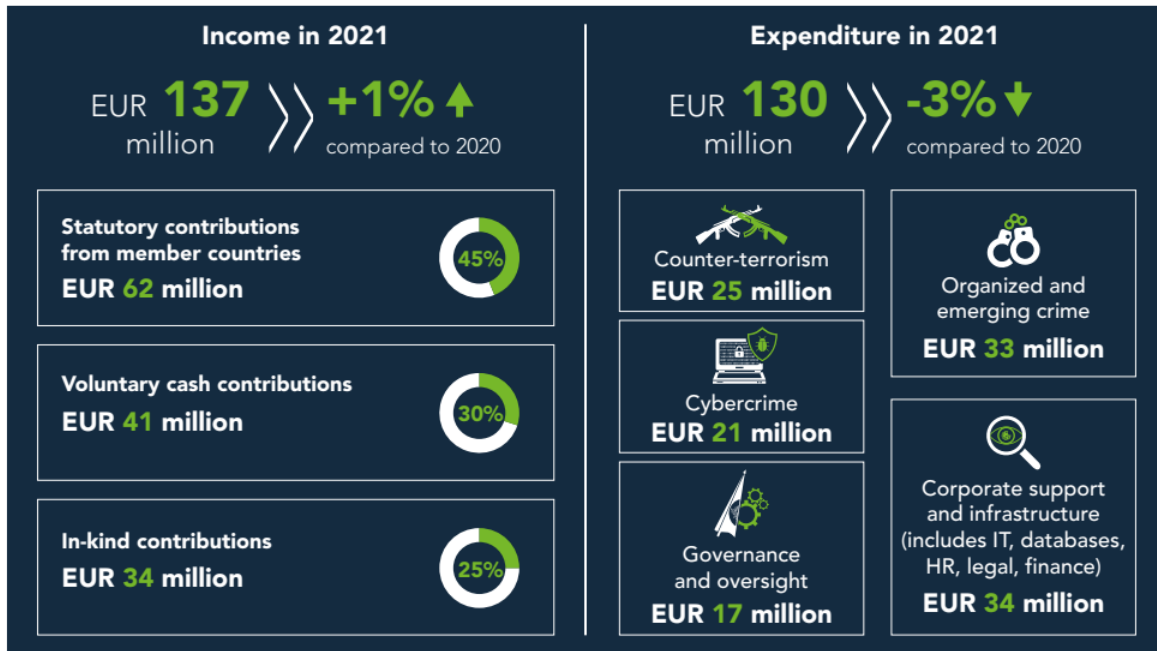 Income in 2021
EUR 137
million
+1%
compared to 2020
Statutory contributions
from member countries
EUR 62 million
45%
Voluntary cash contributions
EUR 41 million
30%
In-kind contributions
EUR 34 million
25%
Expenditure in 2021
EUR 130
million
-3%
compared to 2020
Counter-terrorism
EUR 25 million
Cybercrime
EUR 21 million
Governance
and oversight
EUR 17 million
Organized and
emerging crime
EUR 33 million
Corporate support
and infrastructure
(includes IT, databases,
HR, legal, finance)
EUR 34 million